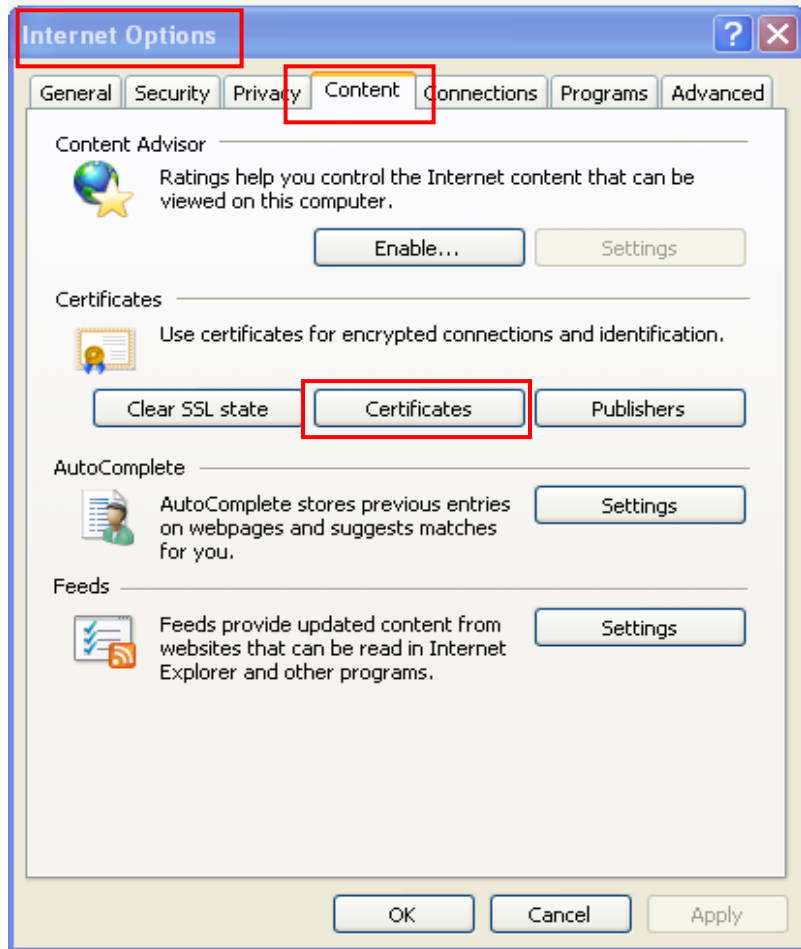 Internet Options
General Security Privacy Content Connections Programs Advanced
Content Advisor
Ratings help you control the Internet content that can be
viewed on this computer.
Enable... Settings
Certificates
Use certificates for encrypted connections and identification.
Clear SSL state Certificates Publishers
AutoComplete
AutoComplete stores previous entries
on webpages and suggests matches
for you.
Settings
Feeds
Feeds provide updated content from
websites that can be read in Internet
Explorer and other programs.
Settings
OK Cancel Apply